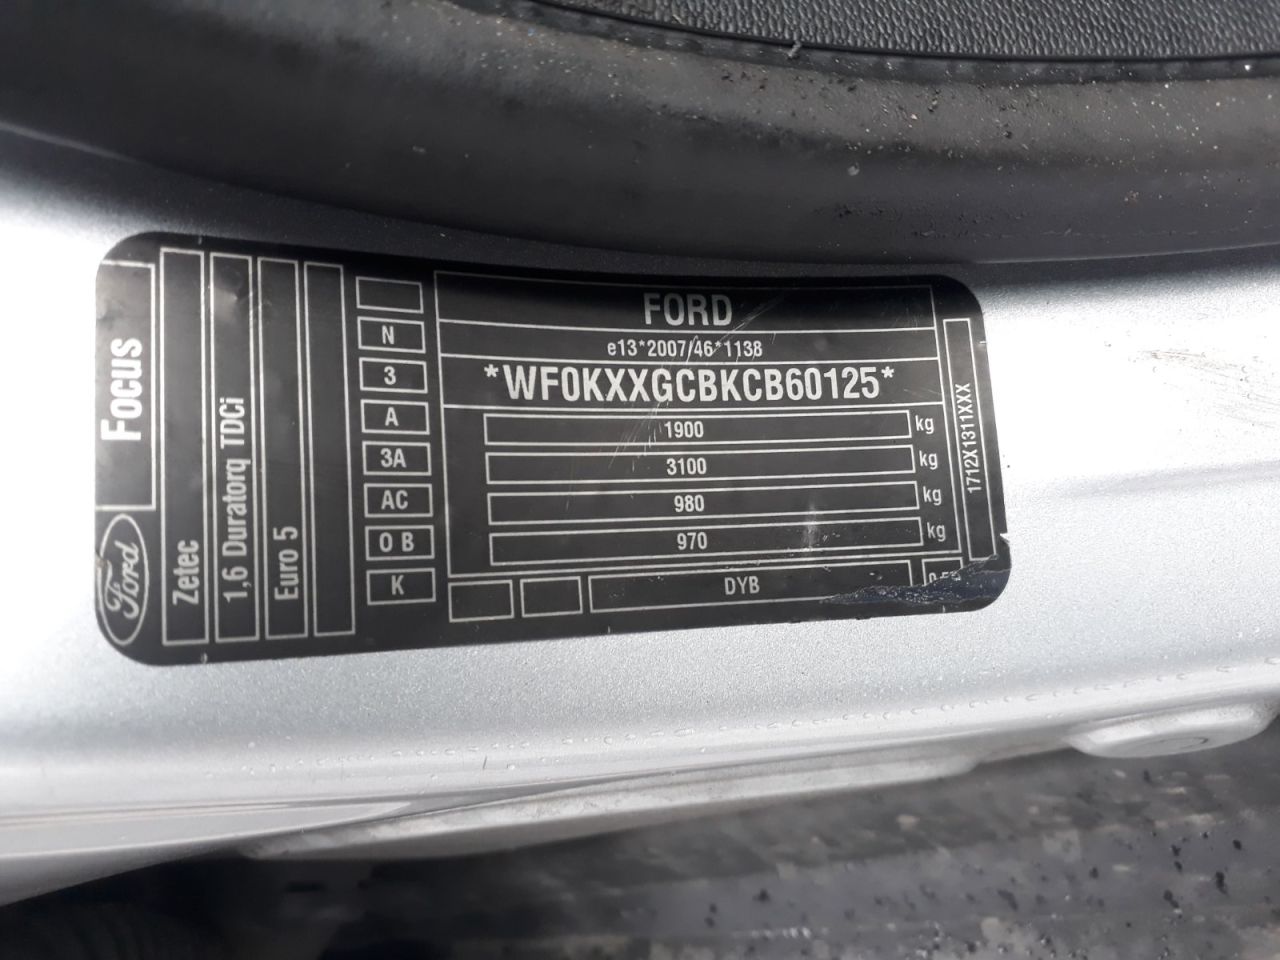 Ford
Focus
Zetec
1,6 Duratorq TDCi
Euro 5
N
3
A
3A
AC
O B
K
FORD
e13*2007/46*1138
*WF0KXXGCBKCB60125*
1900 kg
3100 kg
980 kg
970 kg
DYB
1712X1311XXX